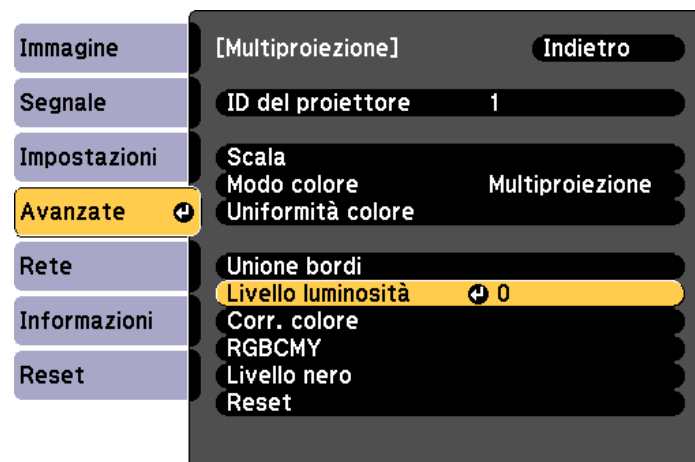 Immagine
Segnale
Impostazioni
Avanzate
Rete
Informazioni
Reset
[Multiproiezione] Indietro
ID del proiettore 1
Scala
Modo colore Multiproiezione
Uniformità colore
Unione bordi
Livello luminosità 0
Corr. colore
RGBCMY
Livello nero
Reset